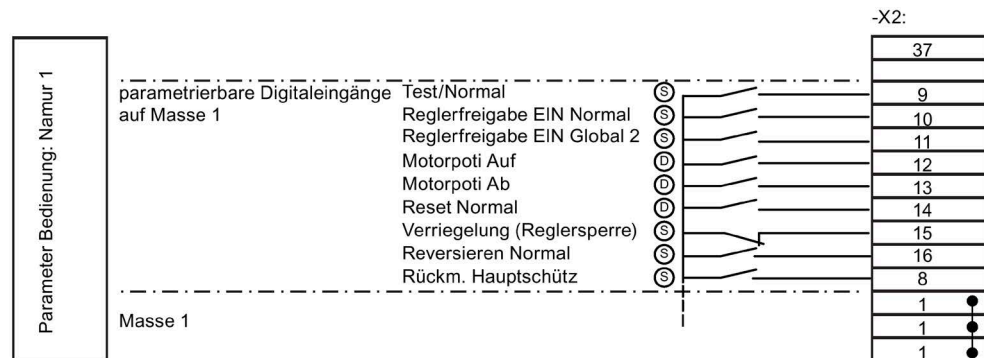 -X2:
37
Parameter Bedienung: Namur 1
parametrierbare Digitaleingänge
auf Masse 1
Test/Normal S 9
Reglerfreigabe EIN Normal S 10
Reglerfreigabe EIN Global 2 S 11
Motorpoti Auf D 12
Motorpoti Ab D 13
Reset Normal D 14
Verriegelung (Reglersperre) S 15
Reversieren Normal S 16
Rückm. Hauptschütz S 8
Masse 1
1
1
1